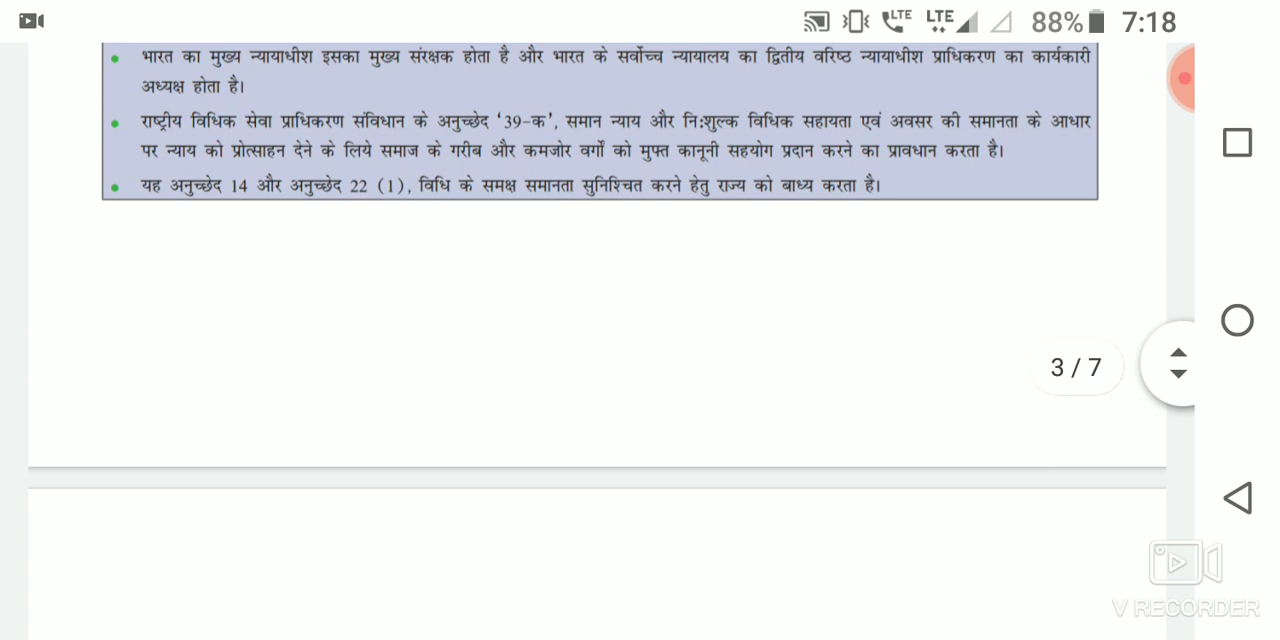 LTE LTE 88% 7:18
• भारत का मुख्य न्यायाधीश इसका मुख्य संरक्षक होता है और भारत के सर्वोच्च न्यायालय का द्वितीय वरिष्ठ न्यायाधीश प्राधिकरण का कार्यकारी
अध्यक्ष होता है।
• राष्ट्रीय विधिक सेवा प्राधिकरण संविधान के अनुच्छेद ‘39-क’, समान न्याय और नि:शुल्क विधिक सहायता एवं अवसर की समानता के आधार
पर न्याय को प्रोत्साहन देने के लिये समाज के गरीब और कमजोर वर्गों को मुफ्त कानूनी सहयोग प्रदान करने का प्रावधान करता है।
• यह अनुच्छेद 14 और अनुच्छेद 22 (1), विधि के समक्ष समानता सुनिश्चित करने हेतु राज्य को बाध्य करता है।
3 / 7
V RECORDER